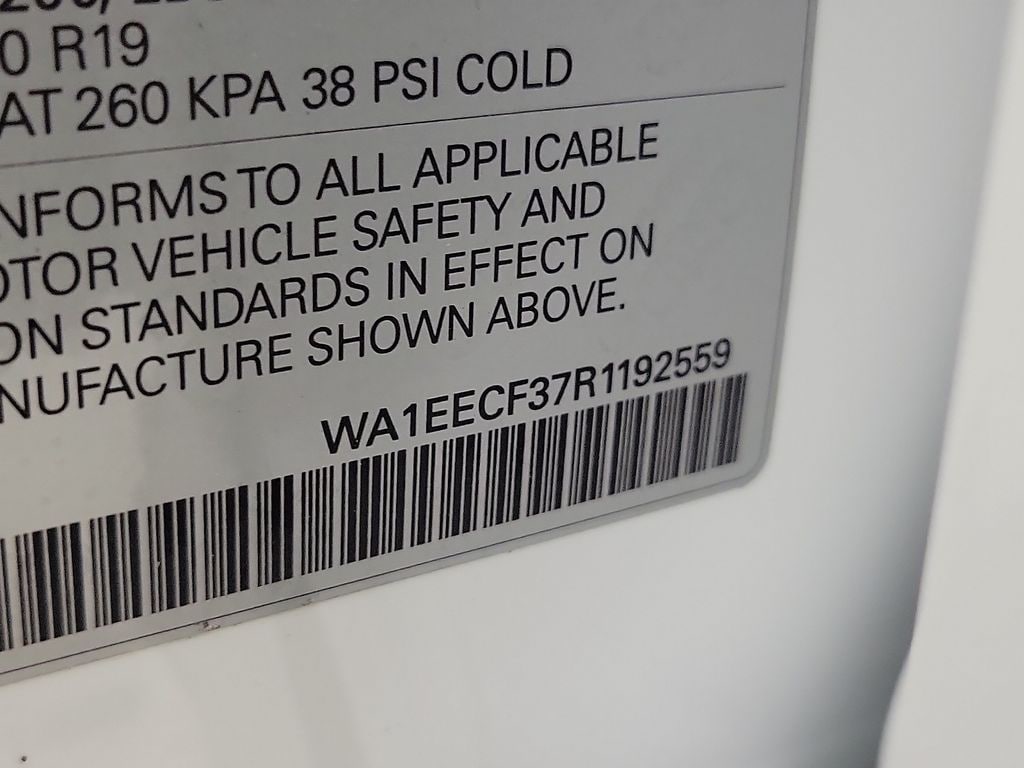 0 R19
AT 260 KPA 38 PSI COLD
NFORMS TO ALL APPLICABLE
OTOR VEHICLE SAFETY AND
ON STANDARDS IN EFFECT ON
NUFACTURE SHOWN ABOVE.
WA1EECF37R1192559